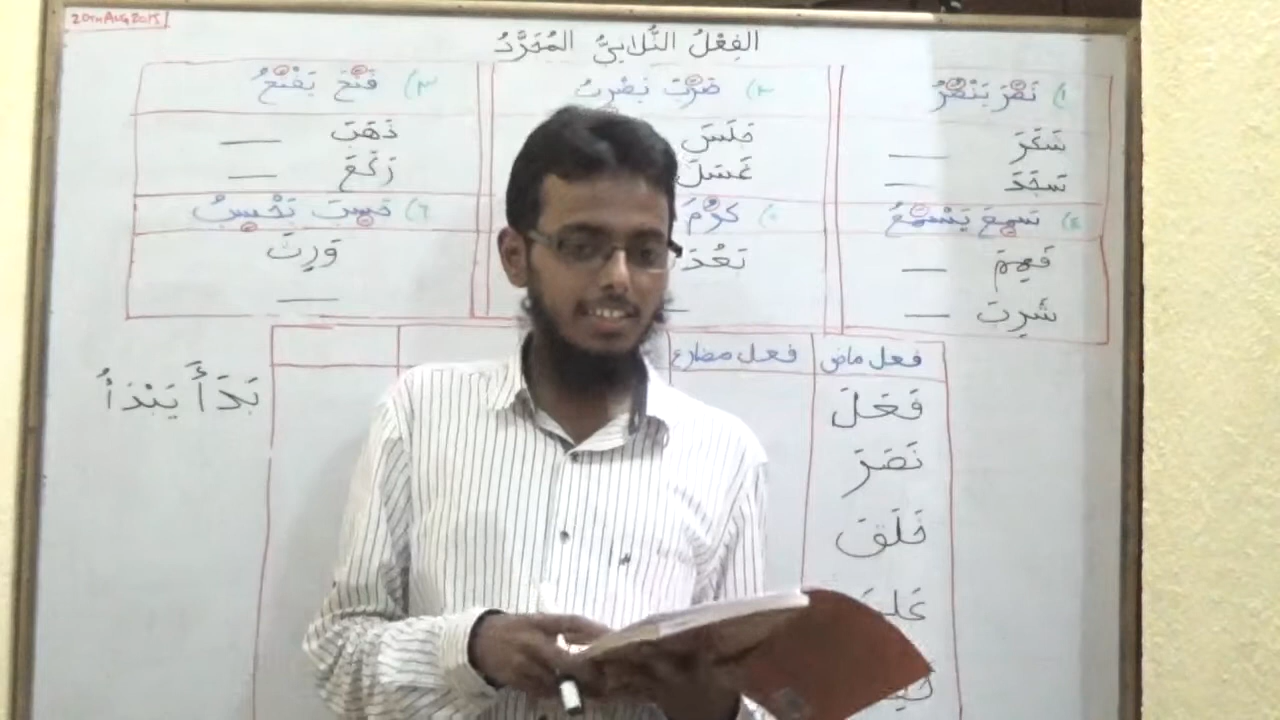 20TH AUG 2015
الفِعْلُ الثُّلاثِيُّ المُجَرَّدُ
١) نَصَرَ يَنْصُرُ
شَعَرَ
سَجَدَ
٢) ضَرَبَ يَضْرِبُ
جَلَسَ
غَسَلَ
٣) فَتَحَ يَفْتَحُ
ذَهَبَ
٤) سَمِعَ يَسْمَعُ
فَهِمَ
شَرِبَ
٥) كَرُمَ
بَعُدَ
٦) حَسِبَ يَحْسِبُ
وَرِثَ
فعل ماض
فعل مضارع
فَعَلَ
نَصَرَ
خَلَقَ
بَدَأَ يَبْدَأُ